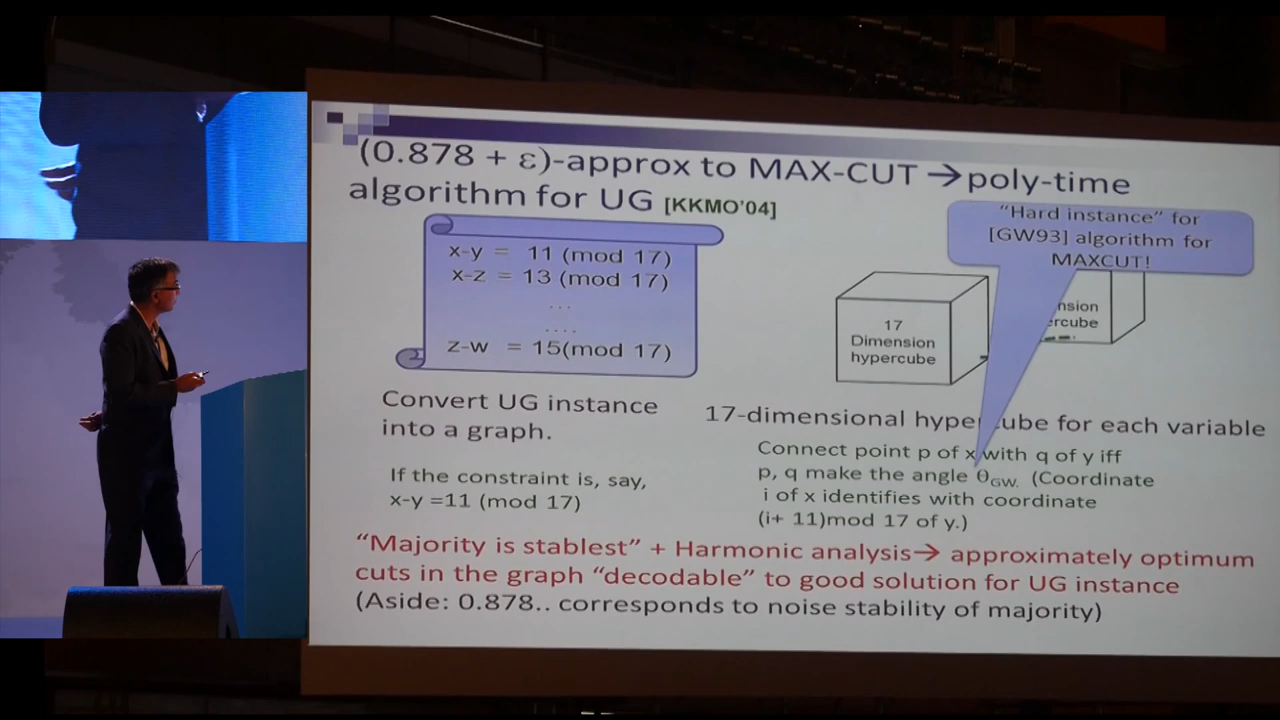 (0.878 + ε)-approx to MAX-CUT →poly-time
algorithm for UG [KKMO'04]
"Hard instance" for
[GW93] algorithm for
MAXCUT!
x-y = 11 (mod 17)
x-z = 13 (mod 17)
...
....
z-w = 15(mod 17)
17
Dimension
hypercube
Convert UG instance
into a graph.
If the constraint is, say,
x-y =11 (mod 17)
17-dimensional hypercube for each variable
Connect point p of x with q of y iff
p, q make the angle θGW. (Coordinate
i of x identifies with coordinate
(i+ 11)mod 17 of y.)
"Majority is stablest" + Harmonic analysis→ approximately optimum
cuts in the graph "decodable" to good solution for UG instance
(Aside: 0.878.. corresponds to noise stability of majority)